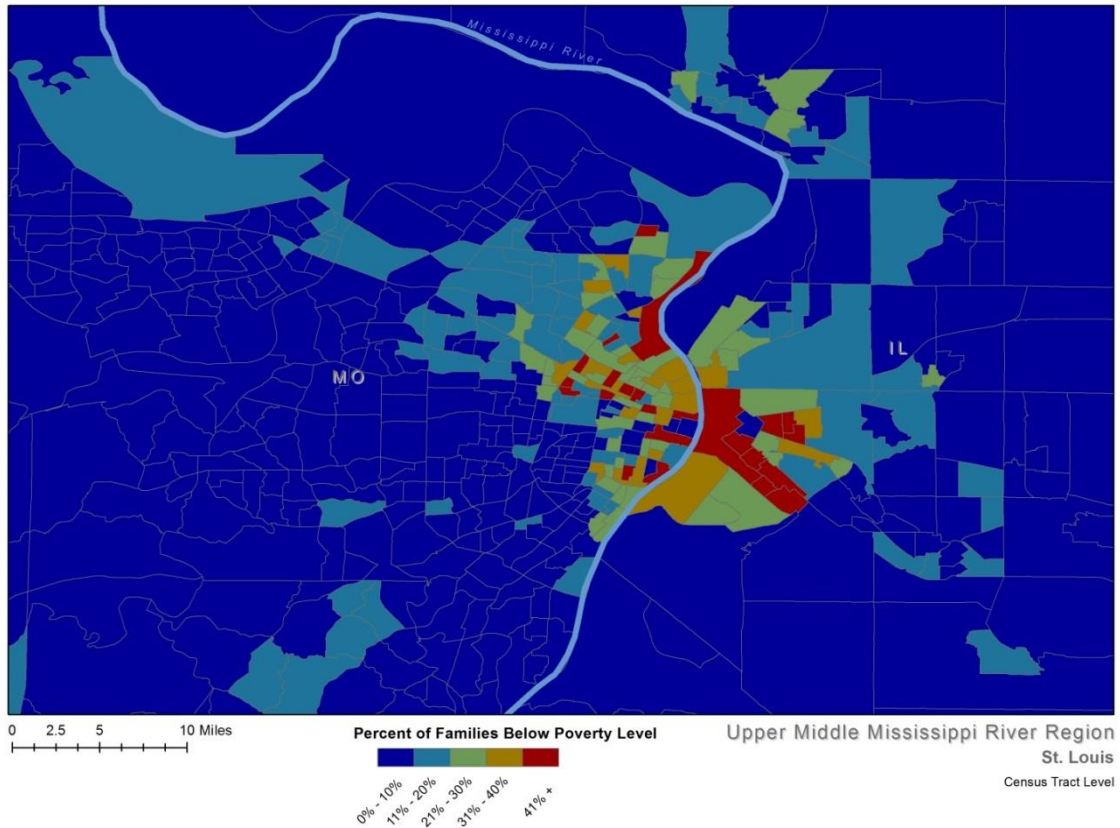 Mississippi River
IL
MO
0 2.5 5 10 Miles
Percent of Families Below Poverty Level
0% - 10%
11% - 20%
21% - 30%
31% - 40%
41% +
Upper Middle Mississippi River Region
St. Louis
Census Tract Level